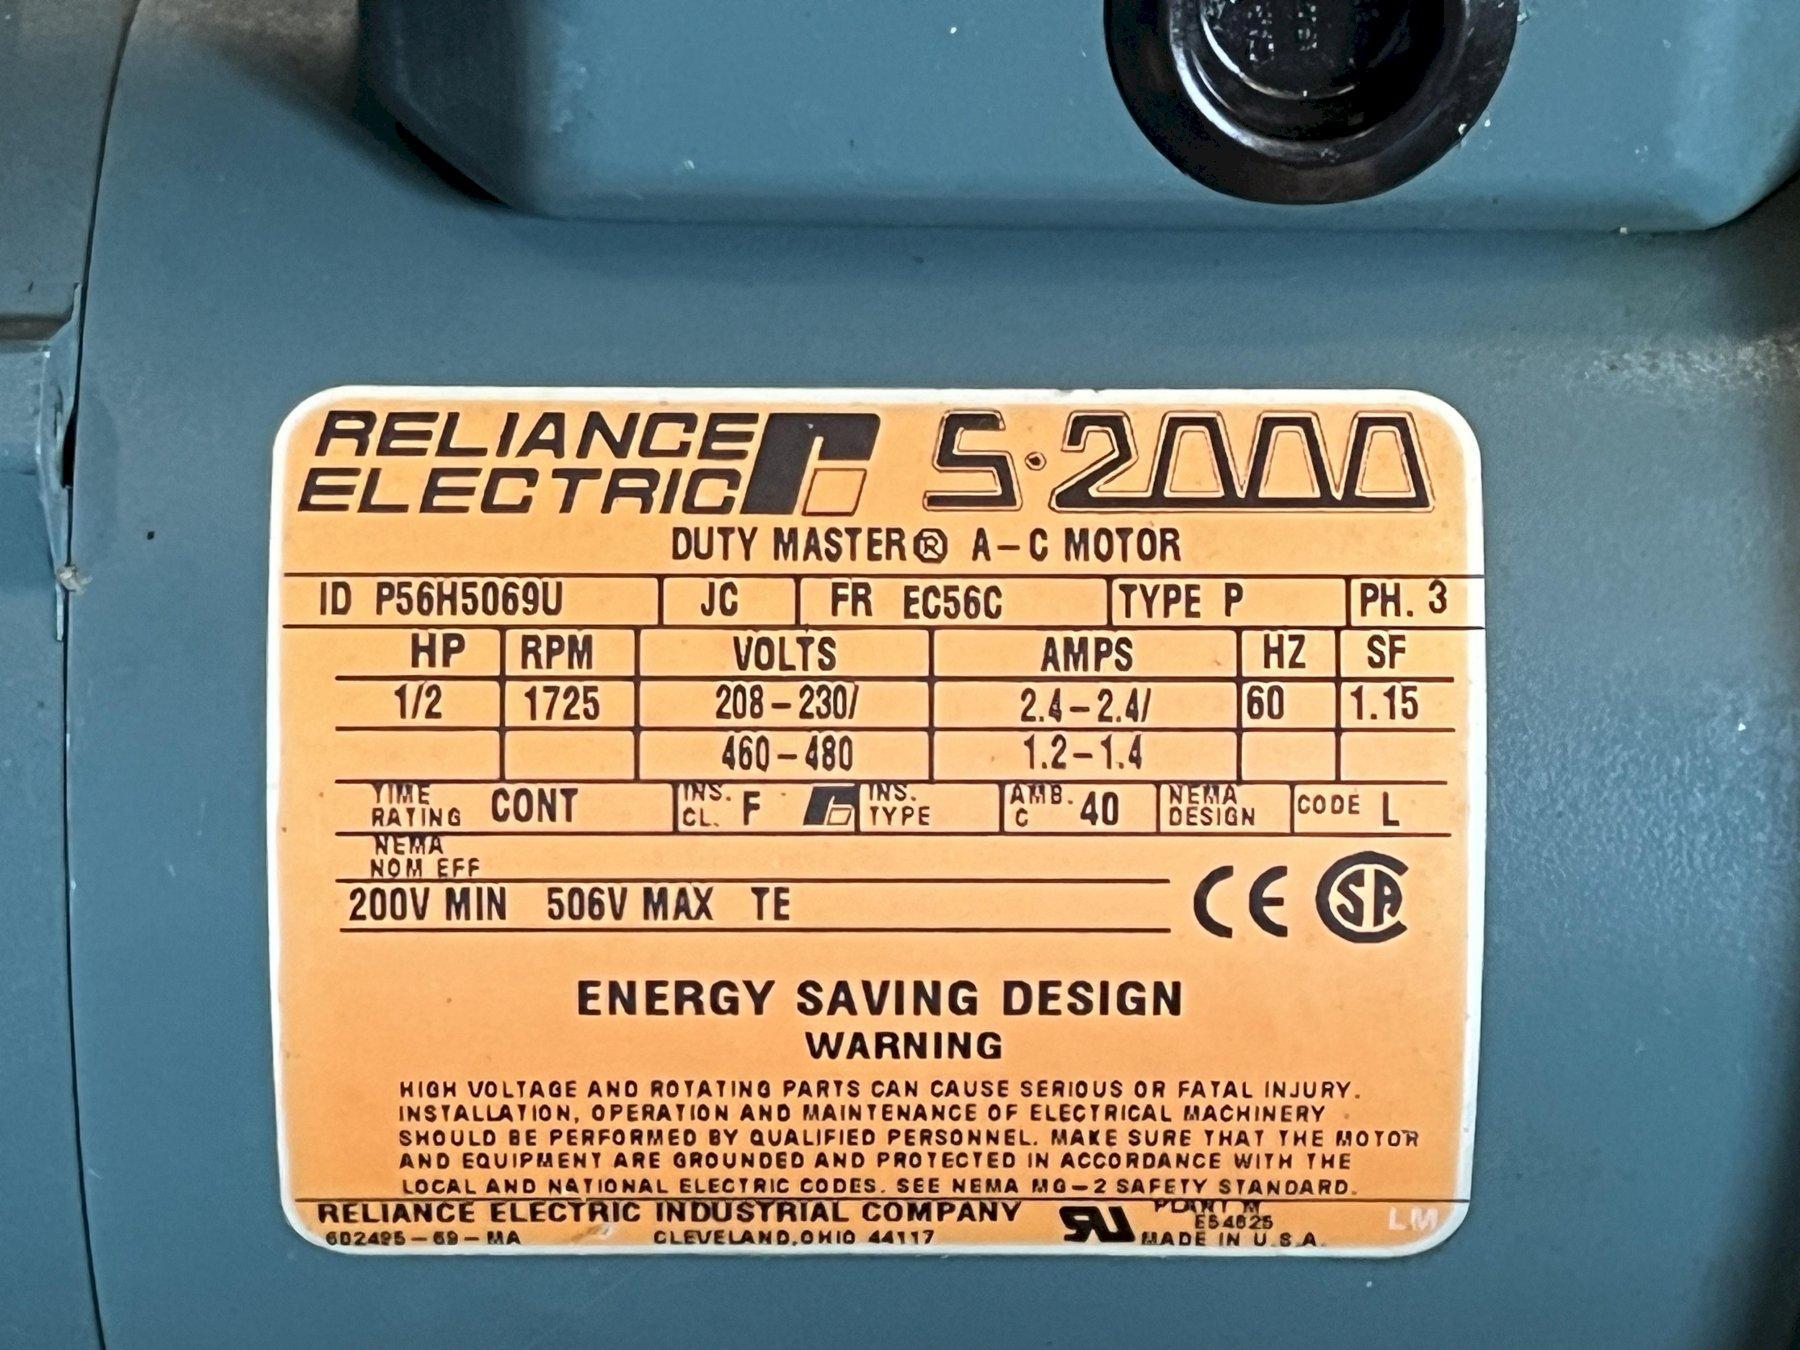 RELIANCE
ELECTRIC
S·2000
DUTY MASTER® A-C MOTOR
ID P56H5069U JC FR EC56C TYPE P PH. 3
HP RPM VOLTS AMPS HZ SF
1/2 1725 208-230/ 2.4-2.4/ 60 1.15
460-480 1.2-1.4
TIME RATING CONT INS. CL. F INS. TYPE AMB. C 40 NEMA DESIGN CODE L
NEMA
NOM EFF
200V MIN 506V MAX TE
CE SA
ENERGY SAVING DESIGN
WARNING
HIGH VOLTAGE AND ROTATING PARTS CAN CAUSE SERIOUS OR FATAL INJURY.
INSTALLATION, OPERATION AND MAINTENANCE OF ELECTRICAL MACHINERY
SHOULD BE PERFORMED BY QUALIFIED PERSONNEL. MAKE SURE THAT THE MOTOR
AND EQUIPMENT ARE GROUNDED AND PROTECTED IN ACCORDANCE WITH THE
LOCAL AND NATIONAL ELECTRIC CODES. SEE NEMA MG-2 SAFETY STANDARD.
RELIANCE ELECTRIC INDUSTRIAL COMPANY
602495-69-MA CLEVELAND, OHIO 44117
RU
E54825
MADE IN U.S.A.
LM